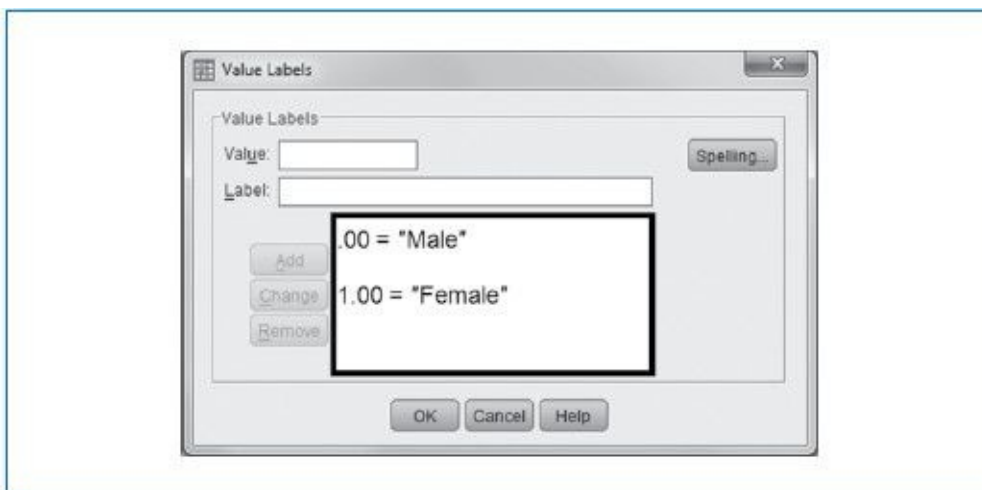 Value Labels
Value Labels
Value:
Spelling...
Label:
.00 = "Male"
Add
Change
1.00 = "Female"
Remove
OK
Cancel
Help